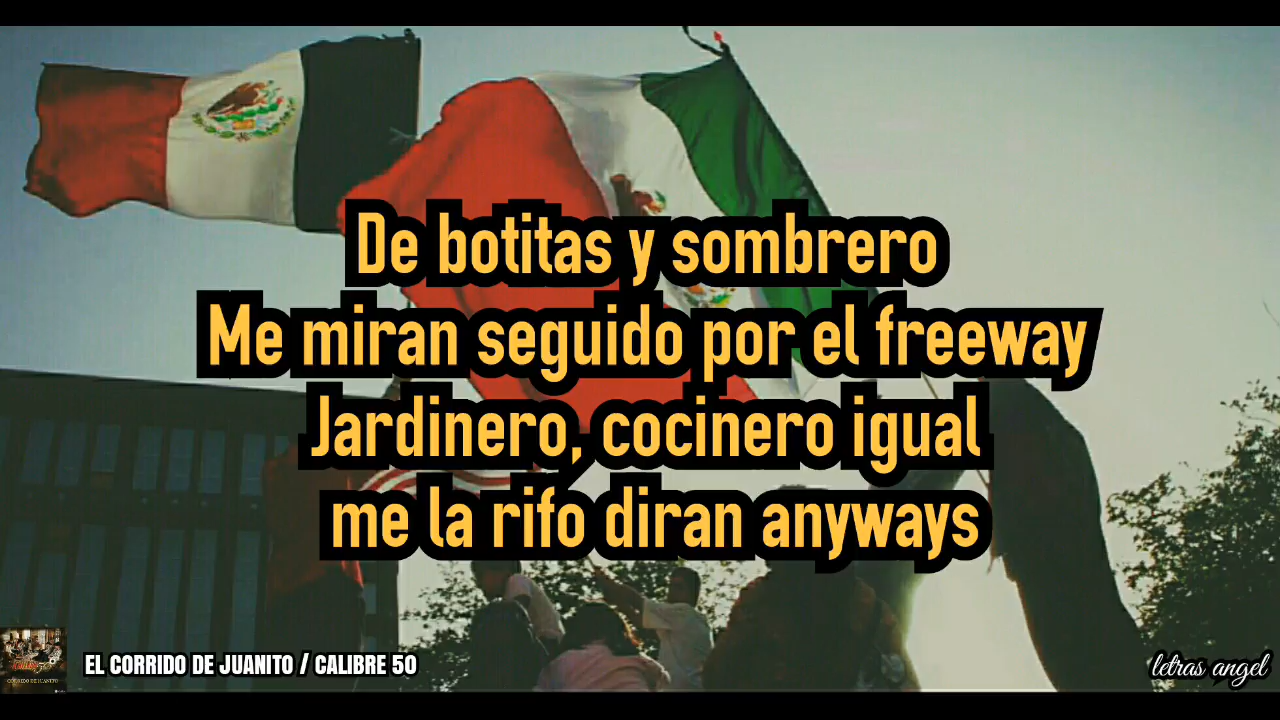 De botitas y sombrero
Me miran seguido por el freeway
Jardinero, cocinero igual
me la rifó diran anyways
EL CORRIDO DE JUANITO / CALIBRE 50
letras angel